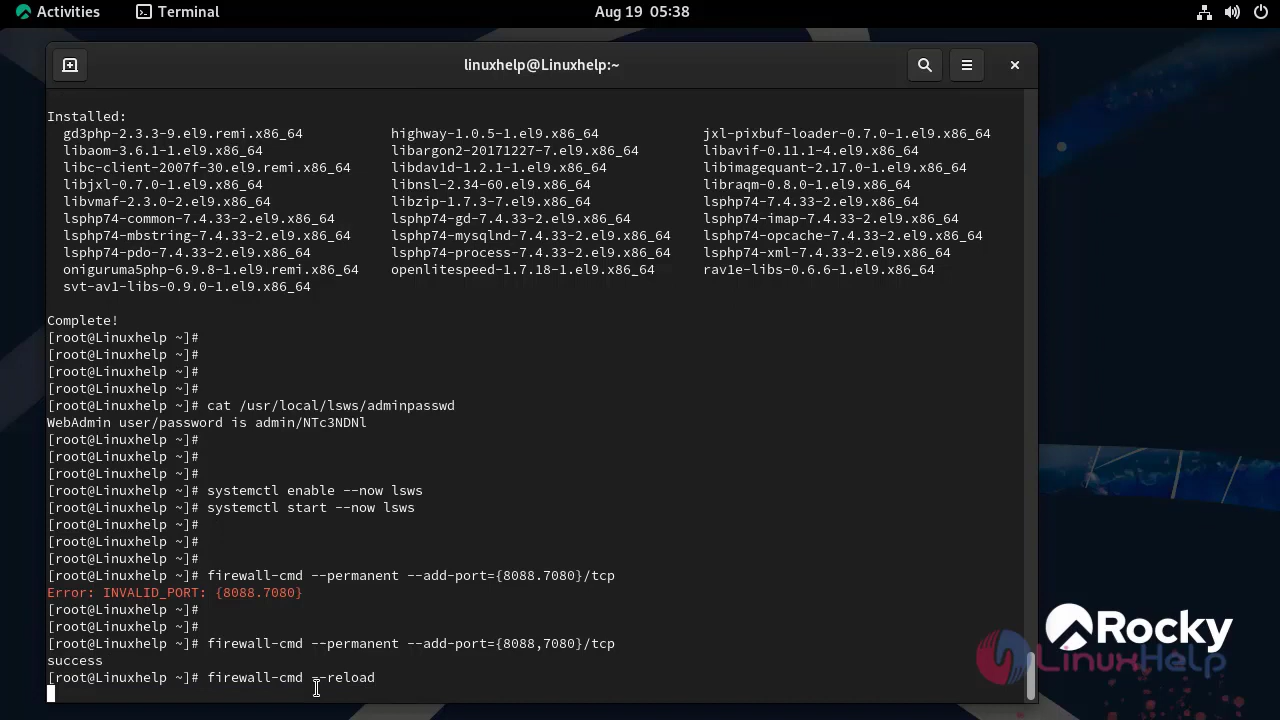 Activities Terminal Aug 19 05:38
linuxhelp@Linuxhelp:~
Installed:
gd3php-2.3.3-9.el9.remi.x86_64 highway-1.0.5-1.el9.x86_64 jxl-pixbuf-loader-0.7.0-1.el9.x86_64
libaom-3.6.1-1.el9.x86_64 libargon2-20171227-7.el9.x86_64 libavif-0.11.1-4.el9.x86_64
libc-client-2007f-30.el9.remi.x86_64 libdav1d-1.2.1-1.el9.x86_64 libimagequant-2.17.0-1.el9.x86_64
libjxl-0.7.0-1.el9.x86_64 libnsl-2.34-60.el9.x86_64 libraqm-0.8.0-1.el9.x86_64
libvmaf-2.3.0-2.el9.x86_64 libzip-1.7.3-7.el9.x86_64 lsphp74-7.4.33-2.el9.x86_64
lsphp74-common-7.4.33-2.el9.x86_64 lsphp74-gd-7.4.33-2.el9.x86_64 lsphp74-imap-7.4.33-2.el9.x86_64
lsphp74-mbstring-7.4.33-2.el9.x86_64 lsphp74-mysqlnd-7.4.33-2.el9.x86_64 lsphp74-opcache-7.4.33-2.el9.x86_64
lsphp74-pdo-7.4.33-2.el9.x86_64 lsphp74-process-7.4.33-2.el9.x86_64 lsphp74-xml-7.4.33-2.el9.x86_64
oniguruma5php-6.9.8-1.el9.remi.x86_64 openlitespeed-1.7.18-1.el9.x86_64 rav1e-libs-0.6.6-1.el9.x86_64
svt-av1-libs-0.9.0-1.el9.x86_64
Complete!
[root@Linuxhelp ~]#
[root@Linuxhelp ~]#
[root@Linuxhelp ~]#
[root@Linuxhelp ~]#
[root@Linuxhelp ~]# cat /usr/local/lsws/adminpasswd
WebAdmin user/password is admin/NTc3NDNl
[root@Linuxhelp ~]#
[root@Linuxhelp ~]#
[root@Linuxhelp ~]#
[root@Linuxhelp ~]# systemctl enable --now lsws
[root@Linuxhelp ~]# systemctl start --now lsws
[root@Linuxhelp ~]#
[root@Linuxhelp ~]#
[root@Linuxhelp ~]#
[root@Linuxhelp ~]# firewall-cmd --permanent --add-port={8088.7080}/tcp
Error: INVALID_PORT: {8088.7080}
[root@Linuxhelp ~]#
[root@Linuxhelp ~]#
[root@Linuxhelp ~]# firewall-cmd --permanent --add-port={8088,7080}/tcp
success
[root@Linuxhelp ~]# firewall-cmd --reload
Rocky
LinuxHelp